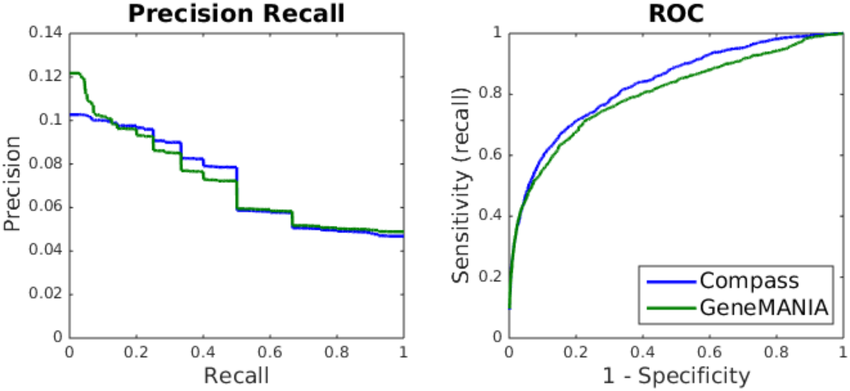 Precision Recall
0.14
0.12
0.1
0.08
0.06
0.04
0.02
0
Precision
0 0.2 0.4 0.6 0.8 1
Recall
ROC
1
0.8
0.6
0.4
0.2
0
Sensitivity (recall)
0 0.2 0.4 0.6 0.8 1
1 - Specificity
Compass
GeneMANIA